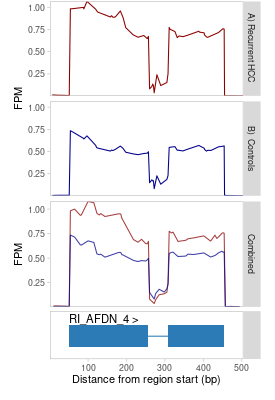 1.00
0.75
0.50
0.25
A) Recurrent HCC
FPM
1.00
0.75
0.50
0.25
B) Controls
FPM
1.00
0.75
0.50
0.25
Combined
FPM
RI_AFDN_4 >
100 200 300 400 500
Distance from region start (bp)